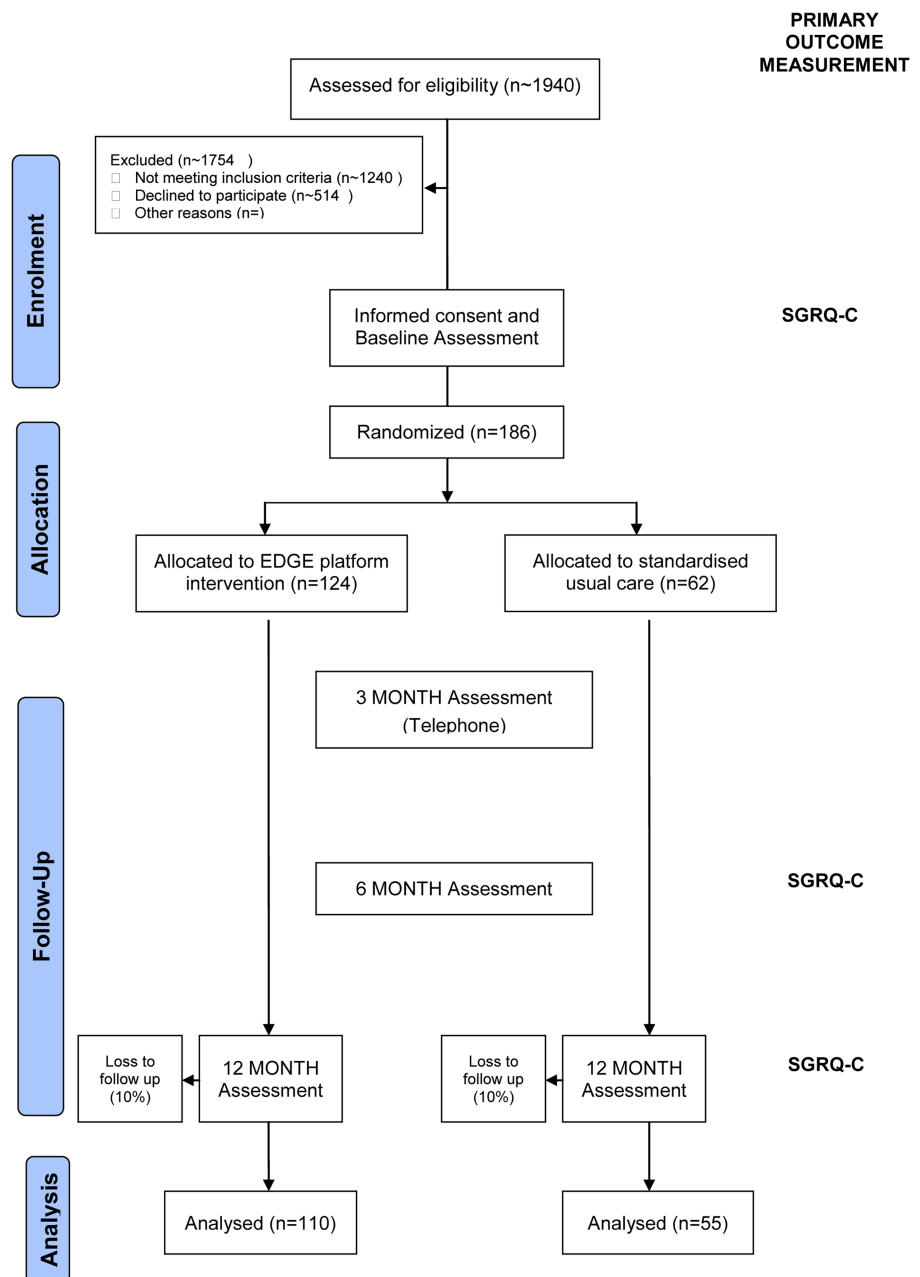 PRIMARY
OUTCOME
MEASUREMENT
Assessed for eligibility (n~1940)
Enrolment
Excluded (n~1754 )
Not meeting inclusion criteria (n~1240 )
Declined to participate (n~514 )
Other reasons (n=)
Informed consent and
Baseline Assessment
SGRQ-C
Randomized (n=186)
Allocation
Allocated to EDGE platform
intervention (n=124)
Allocated to standardised
usual care (n=62)
Follow-Up
3 MONTH Assessment
(Telephone)
6 MONTH Assessment
SGRQ-C
Loss to
follow up
(10%)
12 MONTH
Assessment
Loss to
follow up
(10%)
12 MONTH
Assessment
SGRQ-C
Analysis
Analysed (n=110)
Analysed (n=55)